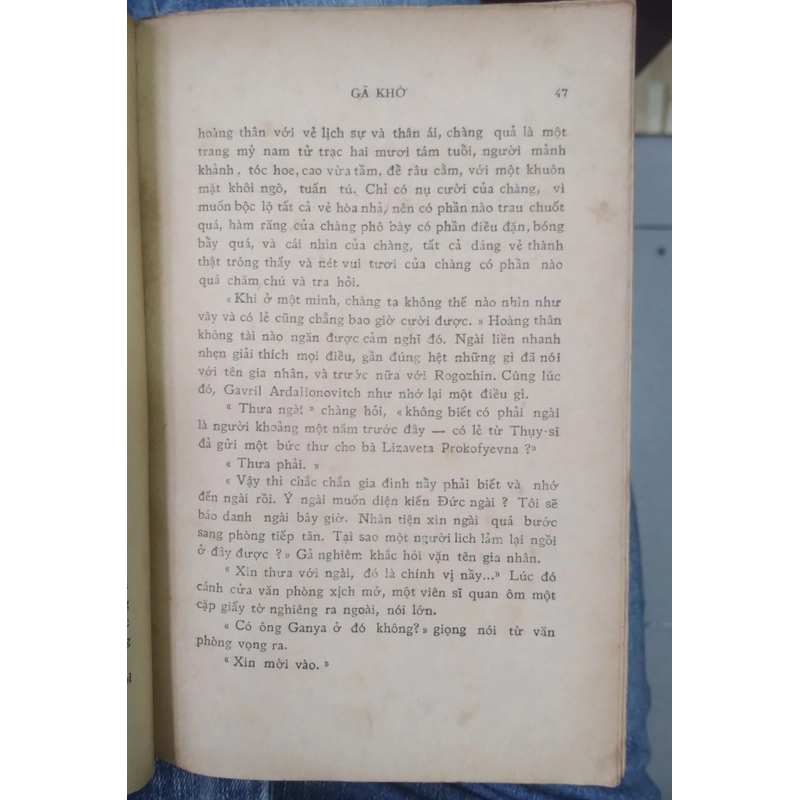 GÃ KHỜ 47
hoàng thân với vẻ lịch sự và thân ái, chàng quả là một
trang mỹ nam tử trạc hai mươi tám tuổi, người mảnh
khảnh, tóc hoe, cao vừa tầm, để râu cằm, với một khuôn
mặt khôi ngô, tuấn tú. Chỉ có nụ cười của chàng, vì
muốn bộc lộ tất cả vẻ hòa nhả, nên có phần nào trau chuốt
quá, hàm răng của chàng phô bày có phần điều đặn, bóng
bầy quá, và cái nhìn của chàng, tất cả dáng vẻ thành
thật trông thấy và nét vui tươi của chàng có phần nào
quá chăm chú và tra hỏi.
« Khi ở một mình, chàng ta không thể nào nhìn như
vậy và có lẻ cũng chẳng bao giờ cười được. » Hoàng thân
không tài nào ngăn được cảm nghĩ đó. Ngài liền nhanh
nhẹn giải thích mọi điều, gần đúng hệt những gì đã nói
với tên gia nhân, và trước nữa với Rogozhin. Cùng lúc
đó, Gavril Ardalionovitch như nhớ lại một điều gì.
« Thưa ngài » chàng hỏi, « không biết có phải ngài
là người khoảng một năm trước đây — có lẻ từ Thụy-sĩ
đả gửi một bức thư cho bà Lizaveta Prokofyevna ?»
« Thưa phải. »
« Vậy thì chắc chắn gia đình nầy phải biết và nhớ
đến ngài rồi. Ý ngài muốn diện kiến Đức ngài ? Tôi sẽ
báo danh ngài bây giờ. Nhân tiện xin ngài quá bước
sang phòng tiếp tân. Tại sao một người lich lảm lại ngồi
ở đây được ?» Gả nghiêm khắc hỏi vặn tên gia nhân.
« Xin thưa với ngài, đó là chính vị nầy...» Lúc đó
cánh cửa văn phòng xịch mở, một viên sĩ quan ôm một
cặp giấy tờ nghiêng ra ngoài, nói lớn.
« Có ông Ganya ở đó không?» giọng nói từ văn
phòng vọng ra.
« Xin mời vào. »